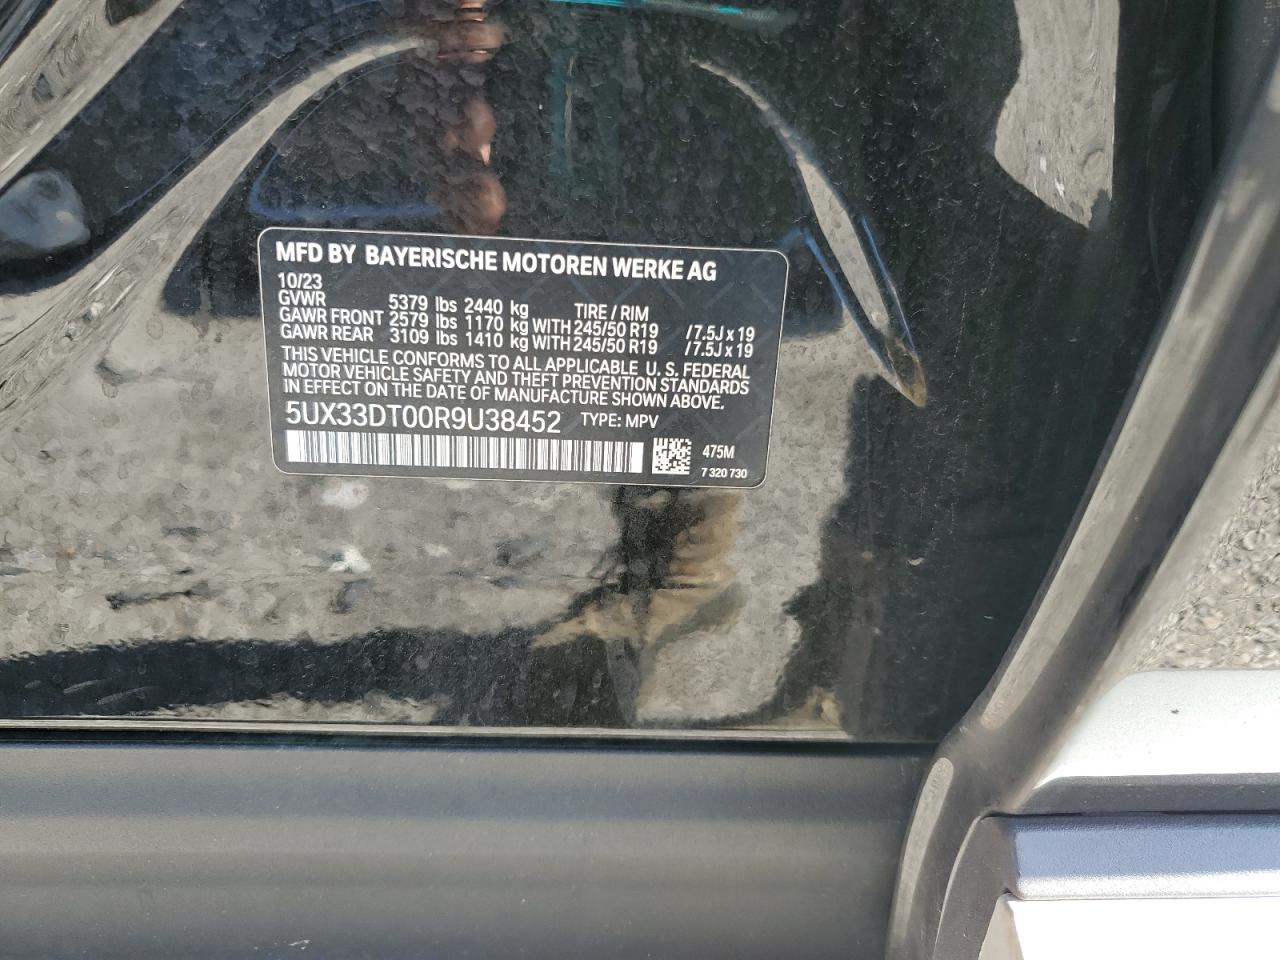 MFD BY BAYERISCHE MOTOREN WERKE AG
10/23
GVWR 5379 lbs 2440 kg TIRE / RIM
GAWR FRONT 2579 lbs 1170 kg WITH 245/50 R19 /7.5J x 19
GAWR REAR 3109 lbs 1410 kg WITH 245/50 R19 /7.5J x 19
THIS VEHICLE CONFORMS TO ALL APPLICABLE U. S. FEDERAL
MOTOR VEHICLE SAFETY AND THEFT PREVENTION STANDARDS
IN EFFECT ON THE DATE OF MANUFACTURE SHOWN ABOVE.
5UX33DT00R9U38452 TYPE: MPV
475M
7 320 730